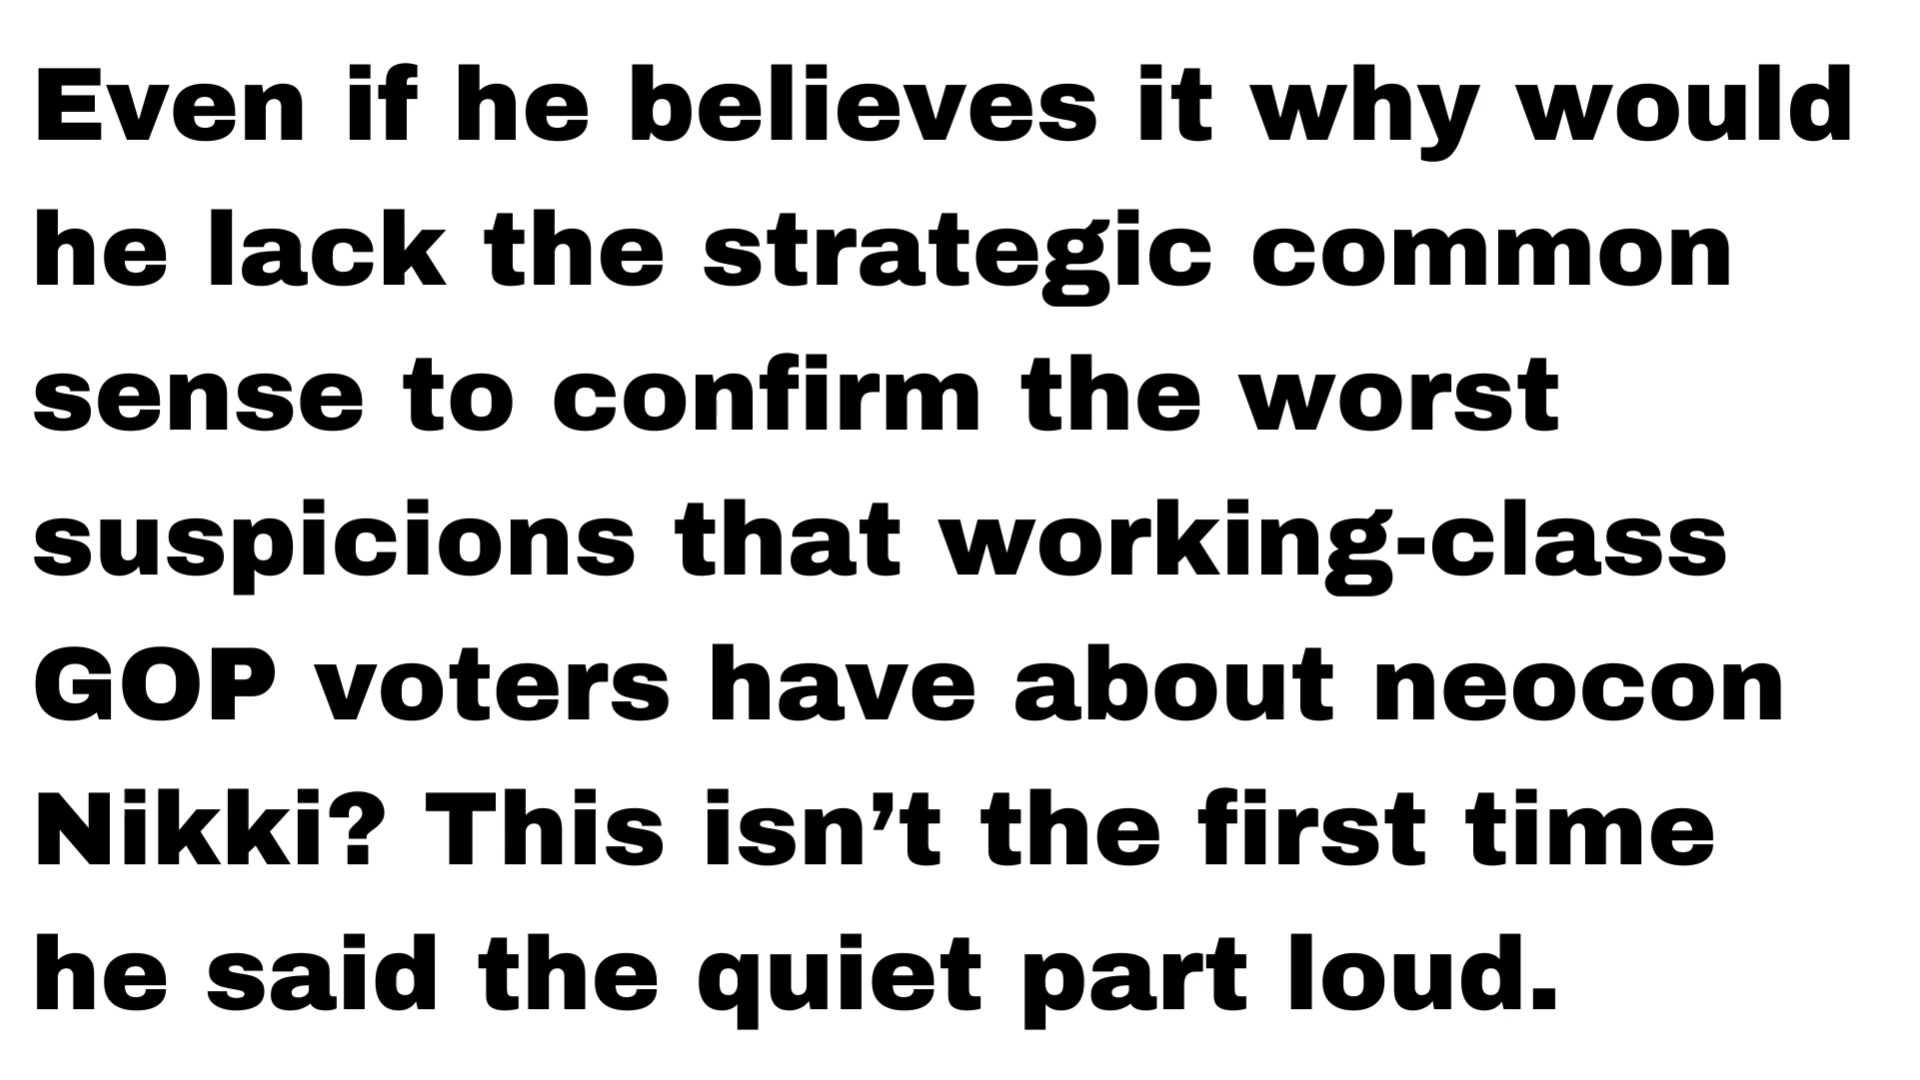 Even if he believes it why would
he lack the strategic common
sense to confirm the worst
suspicions that working-class
GOP voters have about neocon
Nikki? This isn’t the first time
he said the quiet part loud.